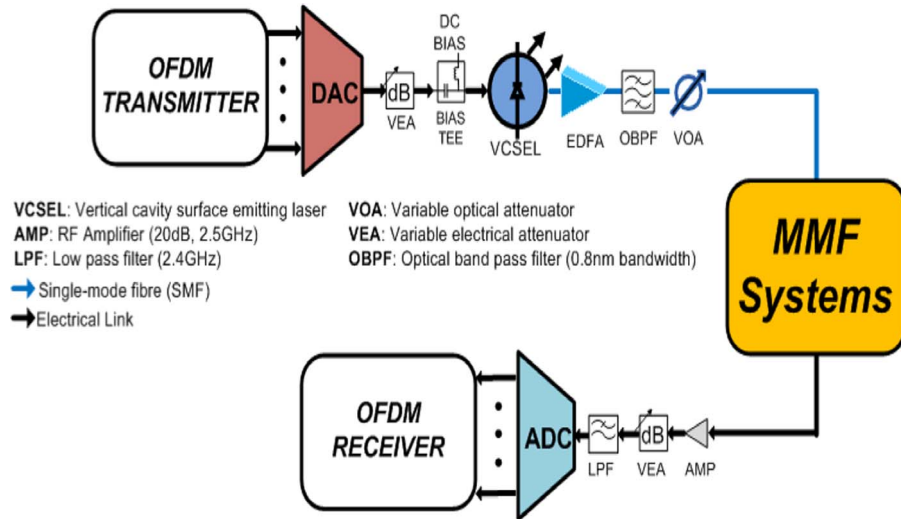 OFDM
TRANSMITTER
DAC
dB
VEA
DC
BIAS
BIAS
TEE
VCSEL
EDFA
OBPF
VOA
VCSEL: Vertical cavity surface emitting laser
AMP: RF Amplifier (20dB, 2.5GHz)
LPF: Low pass filter (2.4GHz)
Single-mode fibre (SMF)
Electrical Link
VOA: Variable optical attenuator
VEA: Variable electrical attenuator
OBPF: Optical band pass filter (0.8nm bandwidth)
MMF
Systems
OFDM
RECEIVER
ADC
LPF
dB
VEA
AMP